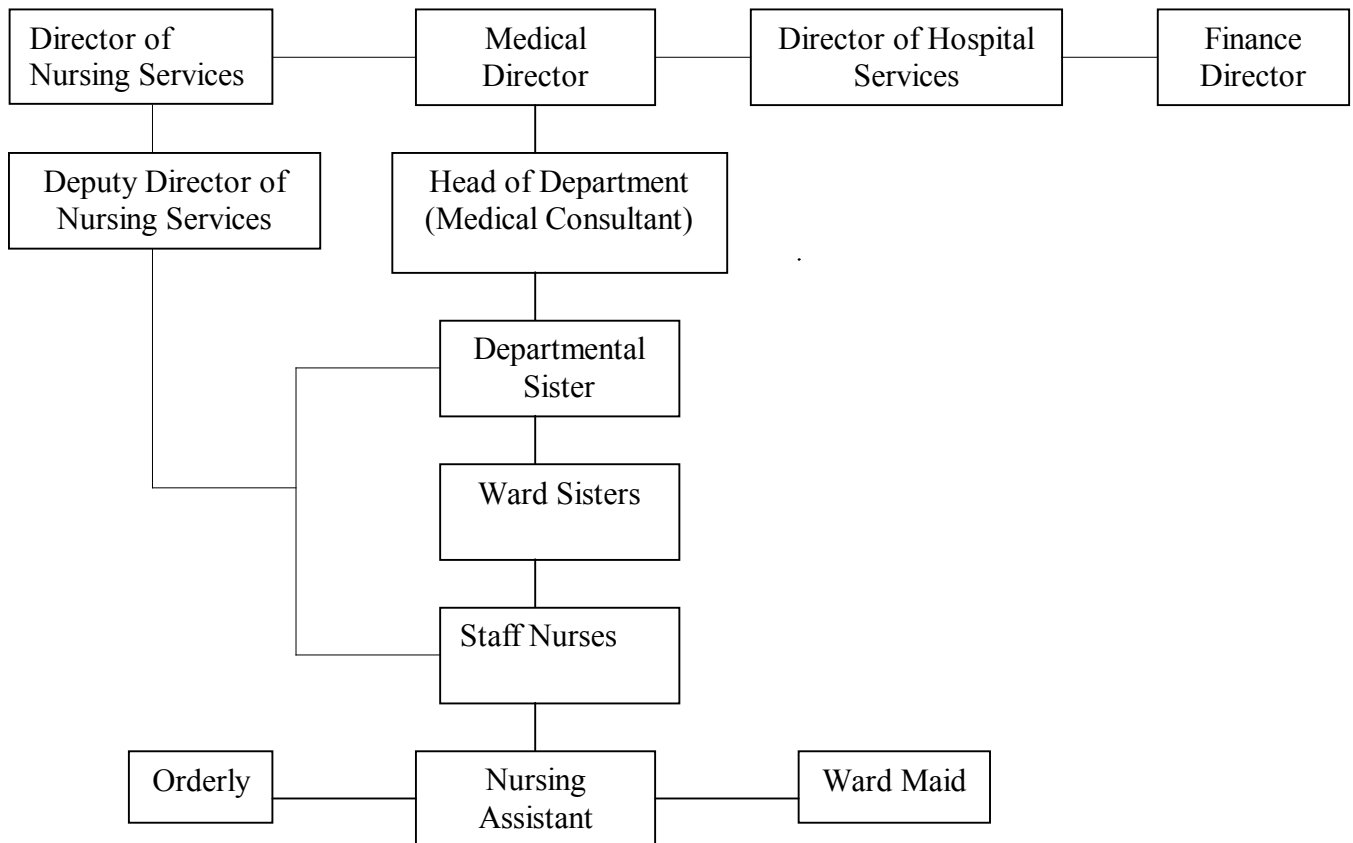 Director of
Nursing Services
Medical
Director
Director of Hospital
Services
Finance
Director
Deputy Director of
Nursing Services
Head of Department
(Medical Consultant)
Departmental
Sister
Ward Sisters
Staff Nurses
Orderly
Nursing
Assistant
Ward Maid